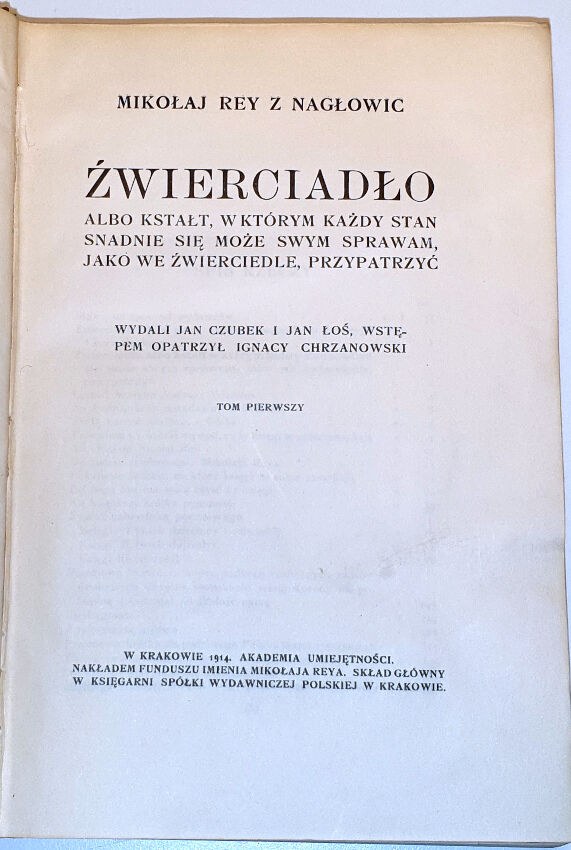 MIKOŁAJ REY Z NAGŁOWIC
ŹWIERCIADŁO
ALBO KSTAŁT, W KTÓRYM KAŻDY STAN
SNADNIE SIĘ MOŻE SWYM SPRAWAM,
JAKO WE ŹWIERCIEDLE, PRZYPATRZYĆ
WYDALI JAN CZUBEK I JAN ŁOŚ, WSTĘ-
PEM OPATRZYŁ IGNACY CHRZANOWSKI
TOM PIERWSZY
W KRAKOWIE 1914. AKADEMIA UMIEJĘTNOŚCI.
NAKŁADEM FUNDUSZU IMIENIA MIKOŁAJA REYA. SKŁAD GŁÓWNY
W KSIĘGARNI SPÓŁKI WYDAWNICZEJ POLSKIEJ W KRAKOWIE.